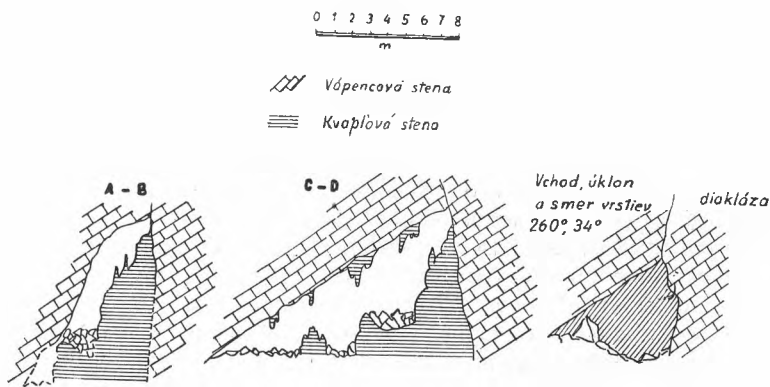 0 1 2 3 4 5 6 7 8
m
Vápencová stena
Kvapľová stena
A - B
C - D
Vchod, úklon
a smer vrstiev
260°, 34°
diakláza